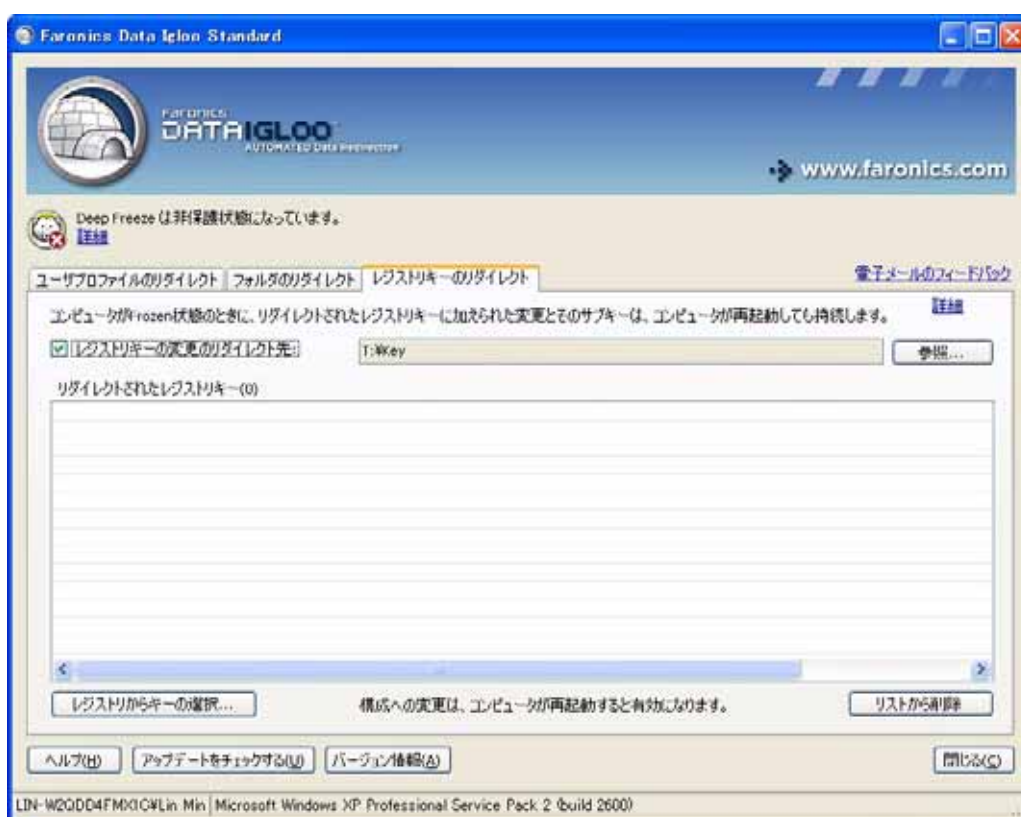 Faronics Data Igloo Standard
Faronics
DATA IGLOO
AUTOMATED Data Redirection
www.faronics.com
Deep Freeze は非保護状態になっています。
詳細
ユーザプロファイルのリダイレクト フォルダのリダイレクト レジストリキーのリダイレクト 電子メールのフィードバック
コンピュータがFrozen状態のときに、リダイレクトされたレジストリキーに加えられた変更とそのサブキーは、コンピュータが再起動しても持続します。 詳細
レジストリキーの変更のリダイレクト先: T:¥Key 参照...
リダイレクトされたレジストリキー(0)
レジストリからキーの選択... 構成への変更は、コンピュータが再起動すると有効になります。 リストから削除
ヘルプ(H) アップデートをチェックする(U) バージョン情報(A) 閉じる(C)
LIN-W2QDD4FMXIC¥Lin Min Microsoft Windows XP Professional Service Pack 2 (build 2600)